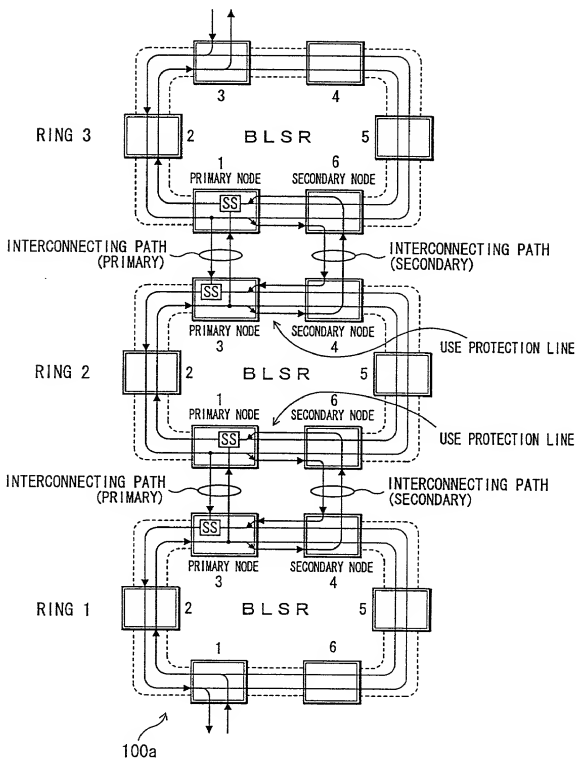 3
4
RING 3
2
BLSR
5
1
PRIMARY NODE
6
SECONDARY NODE
SS
INTERCONNECTING PATH
(PRIMARY)
INTERCONNECTING PATH
(SECONDARY)
SS
PRIMARY NODE
3
SECONDARY NODE
4
USE PROTECTION LINE
RING 2
2
BLSR
5
1
PRIMARY NODE
6
SECONDARY NODE
USE PROTECTION LINE
SS
INTERCONNECTING PATH
(PRIMARY)
INTERCONNECTING PATH
(SECONDARY)
SS
PRIMARY NODE
3
SECONDARY NODE
4
RING 1
2
BLSR
5
1
6
100a